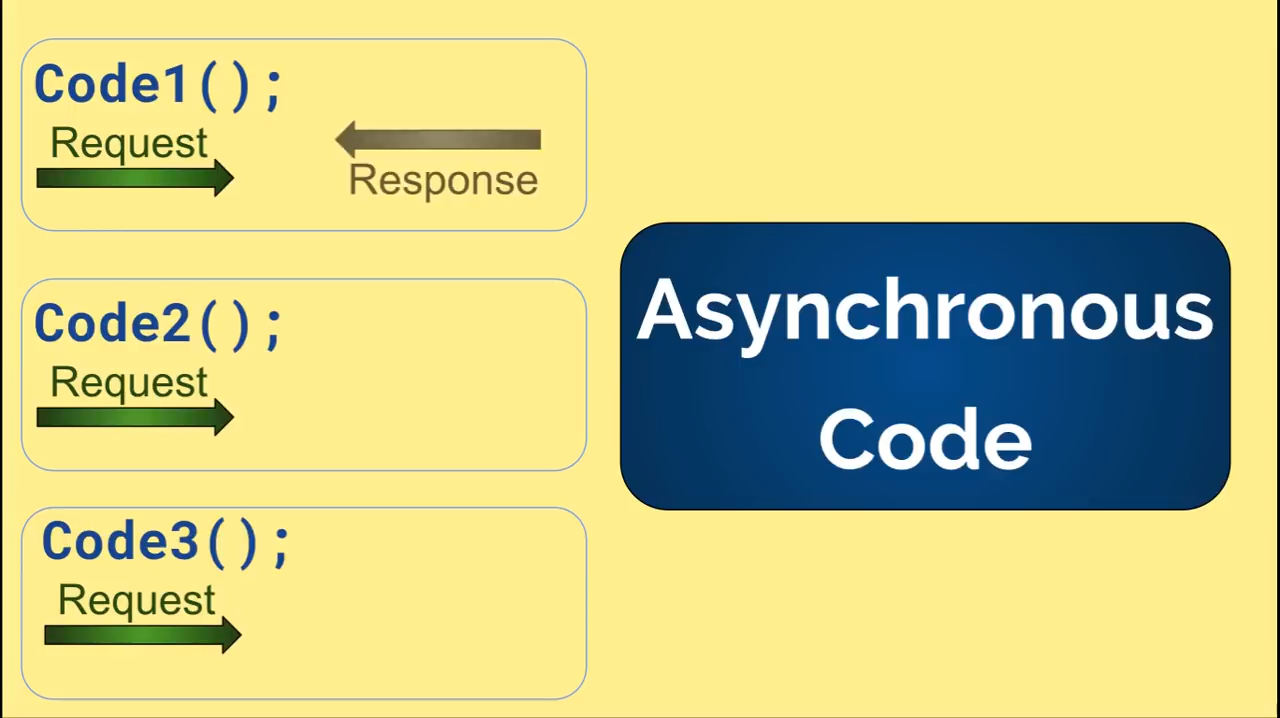 Code1();
Request
Response
Code2();
Request
Code3();
Request
Asynchronous
Code